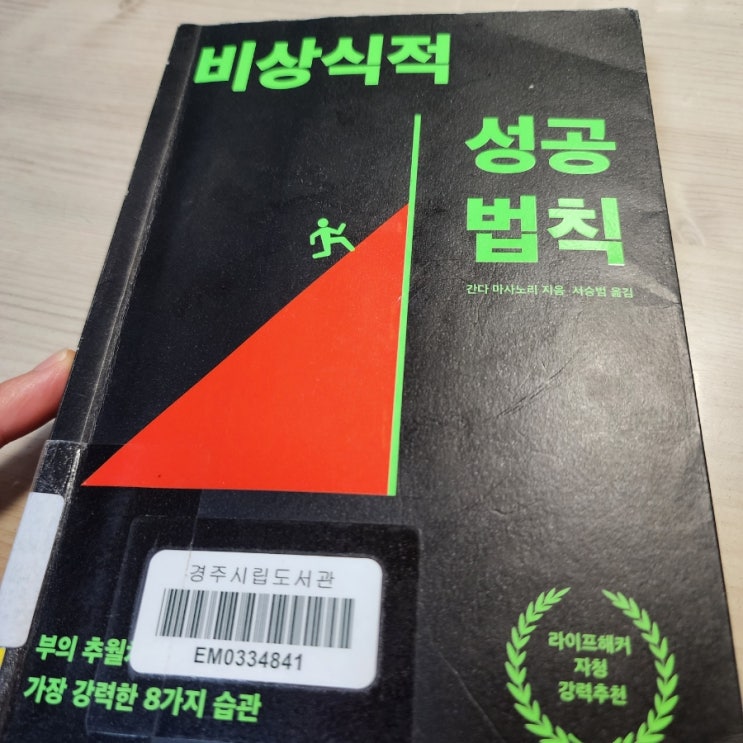 비상식적
성공
법칙
간다 마사노리 지음 서승범 옮김
경주시립도서관
EM0334841
부의 추월
가장 강력한 8가지 습관
라이프해커
자청
강력추천